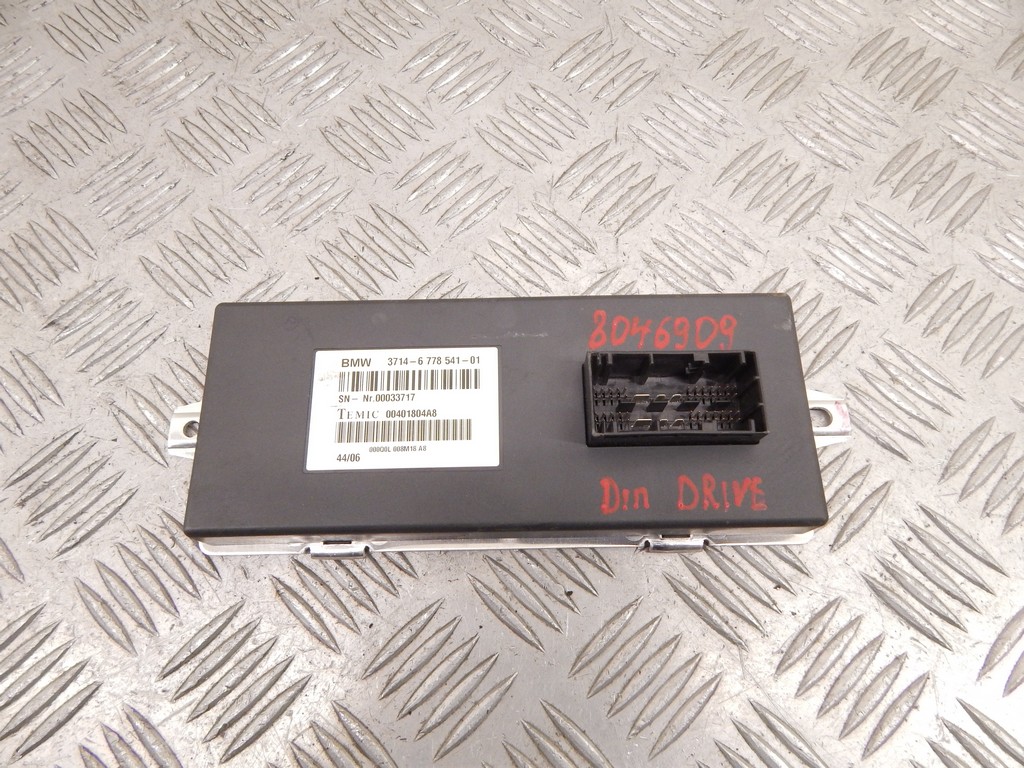 BMW 3714-6 778 541-01
SN- Nr.00033717
TEMIC 00401804A8
44/06
8046909
Din DRIVE